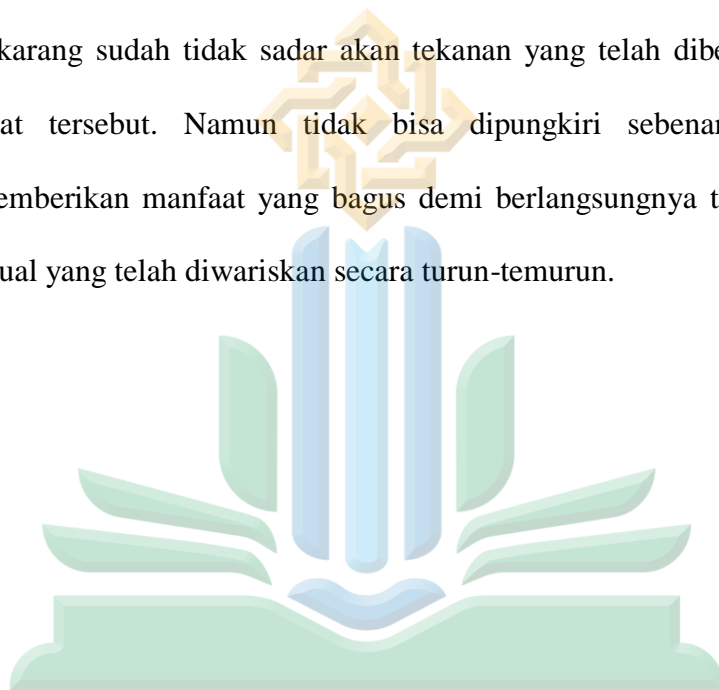 karang sudah tidak sadar akan tekanan yang telah dibe
at tersebut. Namun tidak bisa dipungkiri sebenar
emberikan manfaat yang bagus demi berlangsungnya t
ual yang telah diwariskan secara turun-temurun.